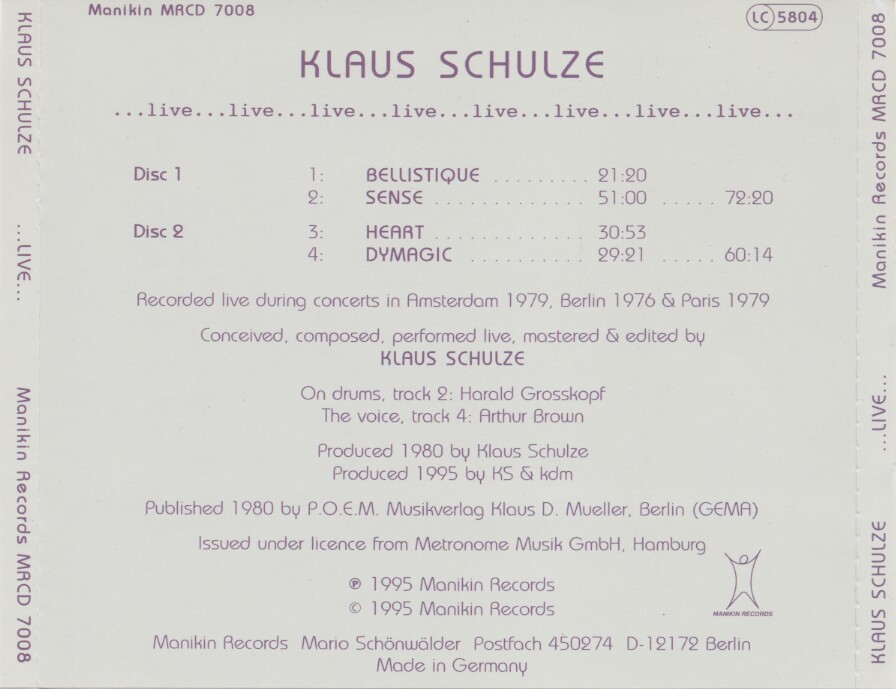 Manikin MRCD 7008
LC 5804
KLAUS SCHULZE
...live...live...live...live...live...live...live...live...
Disc 1 1: BELLISTIQUE . . . . . . . . . 21:20
2: SENSE . . . . . . . . . . . . . 51:00 . . . . . 72:20
Disc 2 3: HEART . . . . . . . . . . . . . 30:53
4: DYMAGIC . . . . . . . . . . 29:21 . . . . . 60:14
Recorded live during concerts in Amsterdam 1979, Berlin 1976 & Paris 1979
Conceived, composed, performed live, mastered & edited by
KLAUS SCHULZE
On drums, track 2: Harald Grosskopf
The voice, track 4: Arthur Brown
Produced 1980 by Klaus Schulze
Produced 1995 by KS & kdm
Published 1980 by P.O.E.M. Musikverlag Klaus D. Mueller, Berlin (GEMA)
Issued under licence from Metronome Musik GmbH, Hamburg
℗ 1995 Manikin Records
© 1995 Manikin Records
MANIKIN RECORDS
Manikin Records Mario Schönwälder Postfach 450274 D-12172 Berlin
Made in Germany
KLAUS SCHULZE ...LIVE... Manikin Records MRCD 7008
KLAUS SCHULZE ...LIVE... Manikin Records MRCD 7008